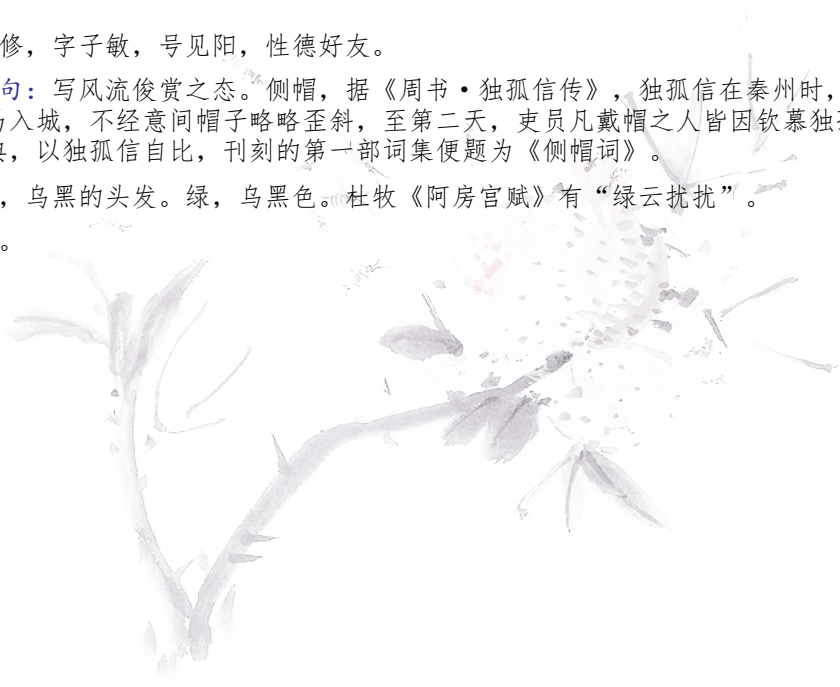 修，字子敏，号见阳，性德好友。
句：写风流俊赏之态。侧帽，据《周书·独孤信传》，独孤信在秦州时，
马入城，不经意间帽子略略歪斜，至第二天，吏员凡戴帽之人皆因钦慕独
典，以独孤信自比，刊刻的第一部词集便题为《侧帽词》。
，乌黑的头发。绿，乌黑色。杜牧《阿房宫赋》有“绿云扰扰”。
。